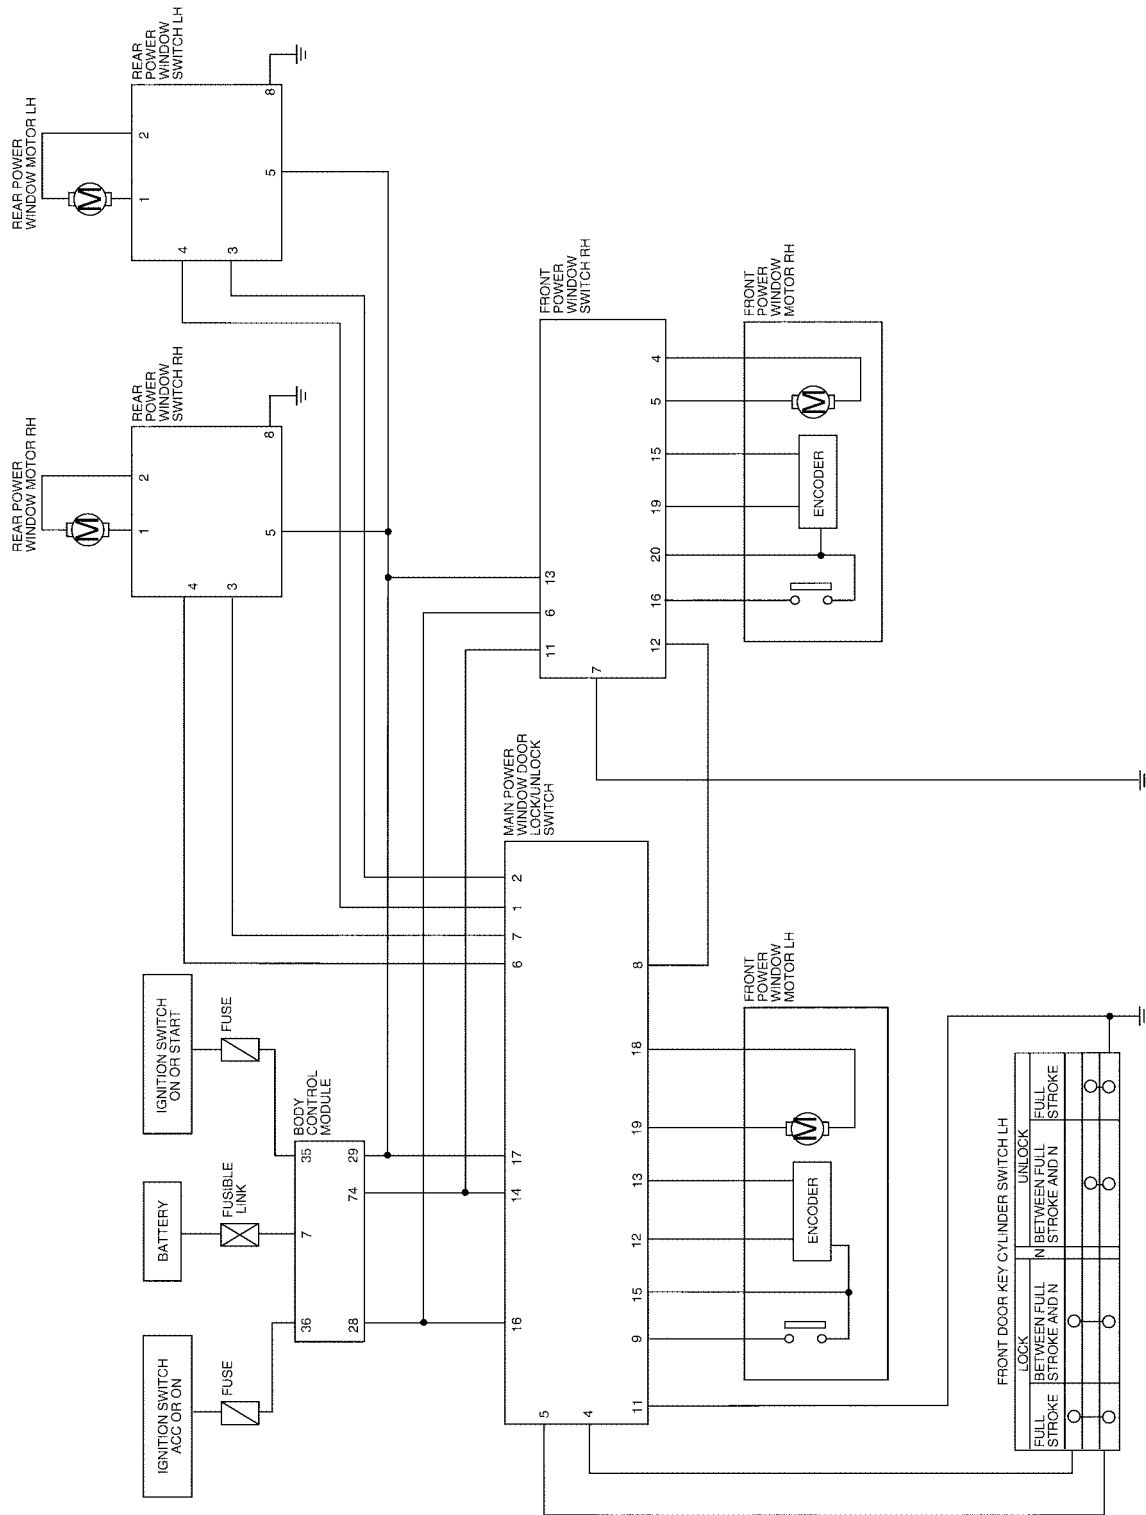 REAR POWER
WINDOW MOTOR LH
REAR
POWER
WINDOW
SWITCH LH
2
1
8
5
4
3
REAR POWER
WINDOW MOTOR RH
REAR
POWER
WINDOW
SWITCH RH
M
M
2
1
8
5
4
3
FRONT
POWER
WINDOW
SWITCH RH
13
6
11
7
4
5
15
19
20
16
12
FRONT
POWER
WINDOW
MOTOR RH
M
ENCODER
MAIN POWER
WINDOW DOOR
LOCK/UNLOCK
SWITCH
2
1
7
6
17
14
16
5
4
8
18
19
13
12
15
9
11
IGNITION SWITCH
ON OR START
FUSE
BATTERY
FUSIBLE
LINK
IGNITION SWITCH
ACC OR ON
FUSE
BODY
CONTROL
MODULE
35
29
74
7
36
28
FRONT
POWER
WINDOW
MOTOR LH
M
ENCODER
FRONT DOOR KEY CYLINDER SWITCH LH
LOCK
N
UNLOCK
FULL
STROKE
BETWEEN FULL
STROKE AND N
BETWEEN FULL
STROKE AND N
FULL
STROKE